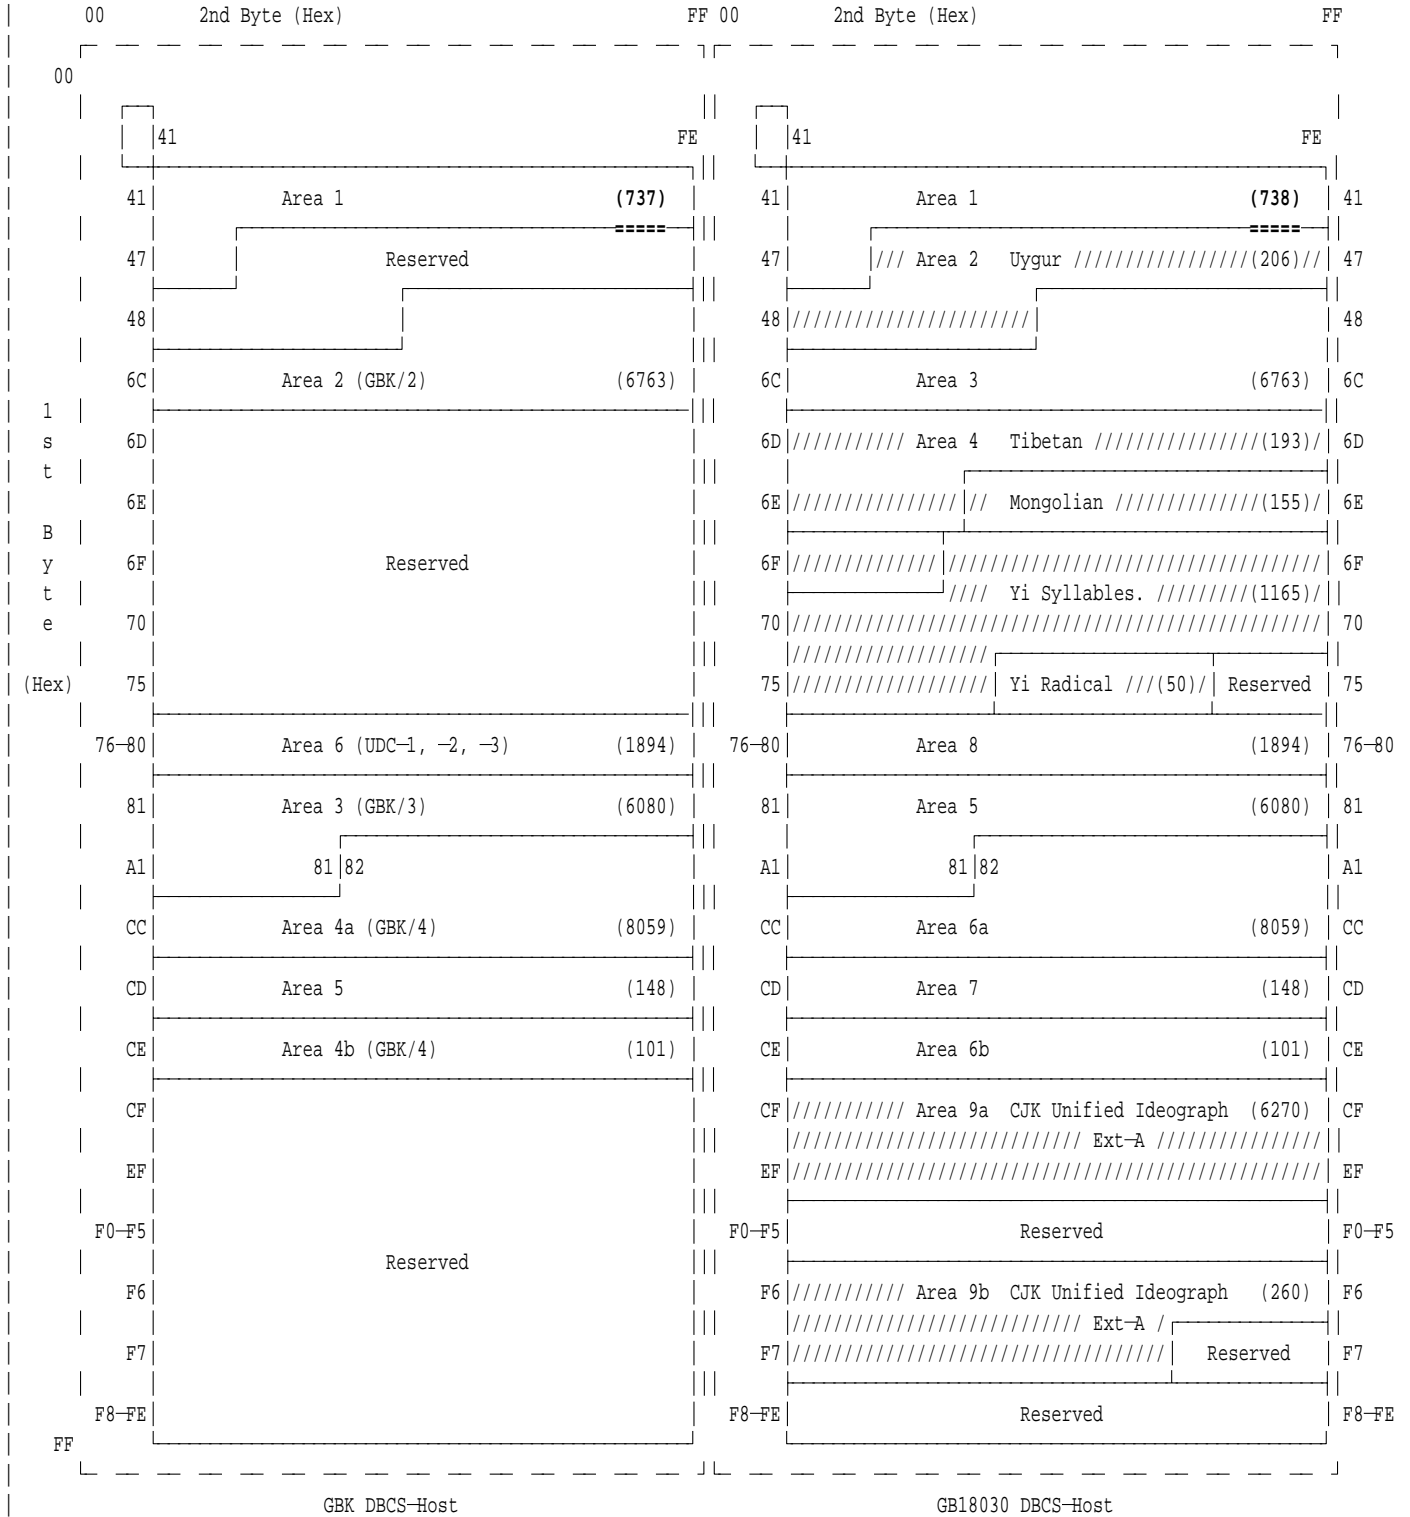 00 2nd Byte (Hex) FF 00 2nd Byte (Hex) FF
00
41 FE 41 FE
41 Area 1 (737) 41 Area 1 (738) 41
===== =====
47 Reserved 47 /// Area 2 Uygur /////////////////(206)// 47
48 48 /////////////////////// 48
6C Area 2 (GBK/2) (6763) 6C Area 3 (6763) 6C
1
s 6D 6D /////////// Area 4 Tibetan ////////////////(193)/ 6D
t
6E 6E //////////////// // Mongolian //////////////(155)/ 6E
B
y 6F Reserved 6F ////////////// //////////////////////////////////// 6F
t //// Yi Syllables. /////////(1165)/
e 70 70 /////////////////////////////////////////////////// 70
///////////////////
(Hex) 75 75 /////////////////// Yi Radical ///(50)/ Reserved 75
76-80 Area 6 (UDC-1, -2, -3) (1894) 76-80 Area 8 (1894) 76-80
81 Area 3 (GBK/3) (6080) 81 Area 5 (6080) 81
A1 81 82 A1 81 82 A1
CC Area 4a (GBK/4) (8059) CC Area 6a (8059) CC
CD Area 5 (148) CD Area 7 (148) CD
CE Area 4b (GBK/4) (101) CE Area 6b (101) CE
CF CF /////////// Area 9a CJK Unified Ideograph (6270) CF
//////////////////////////// Ext-A ////////////////
EF EF /////////////////////////////////////////////////// EF
F0-F5 F0-F5 Reserved F0-F5
Reserved
F6 F6 /////////// Area 9b CJK Unified Ideograph (260) F6
//////////////////////////// Ext-A /
F7 F7 //////////////////////////////////// Reserved F7
F8-FE F8-FE Reserved F8-FE
FF
GBK DBCS-Host GB18030 DBCS-Host